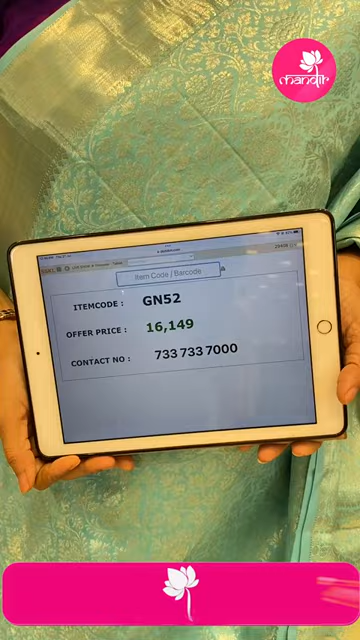 mandir
Item Code / Barcode
ITEMCODE : GN52
OFFER PRICE : 16,149
CONTACT NO : 733 733 7000